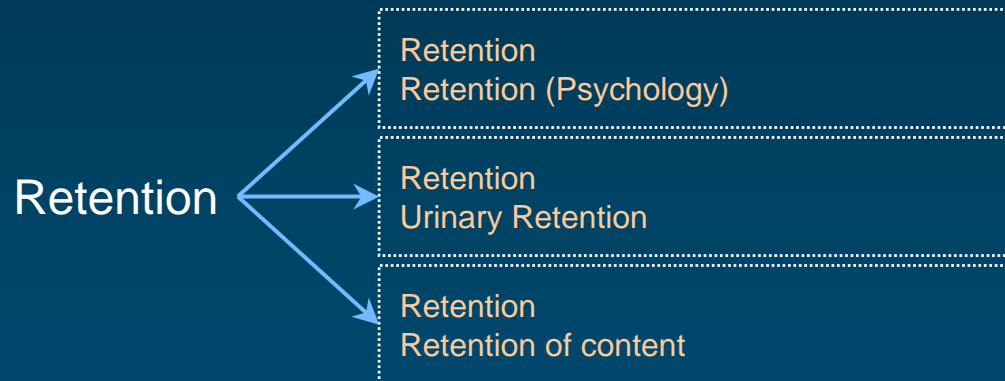 Retention
Retention
Retention (Psychology)
Retention
Urinary Retention
Retention
Retention of content